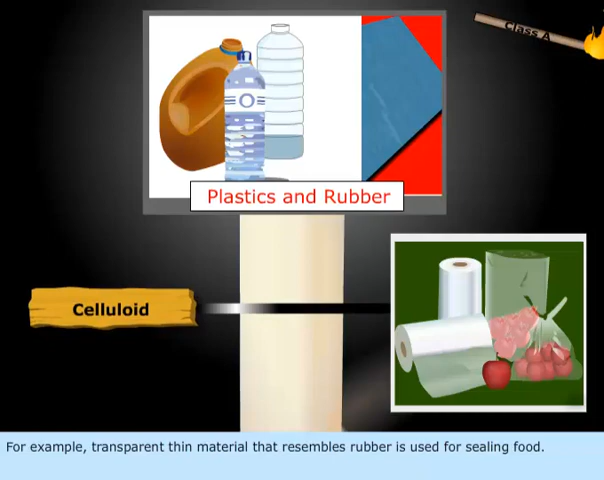 Class A
Plastics and Rubber
Celluloid
For example, transparent thin material that resembles rubber is used for sealing food.